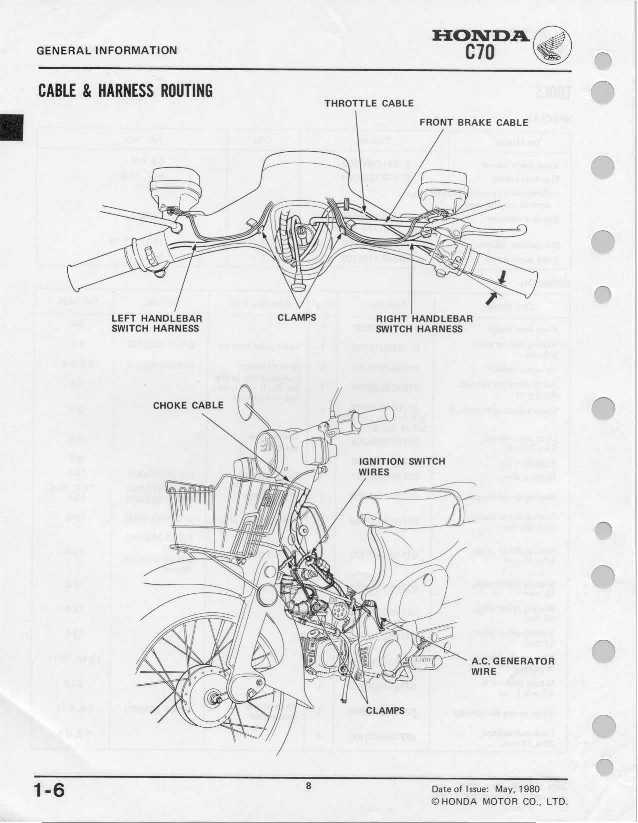 GENERAL INFORMATION
HONDA
C70
CABLE & HARNESS ROUTING
THROTTLE CABLE
FRONT BRAKE CABLE
LEFT HANDLEBAR
SWITCH HARNESS
CLAMPS
RIGHT HANDLEBAR
SWITCH HARNESS
CHOKE CABLE
IGNITION SWITCH
WIRES
A.C. GENERATOR
WIRE
CLAMPS
1-6
8
Date of Issue: May, 1980
© HONDA MOTOR CO., LTD.